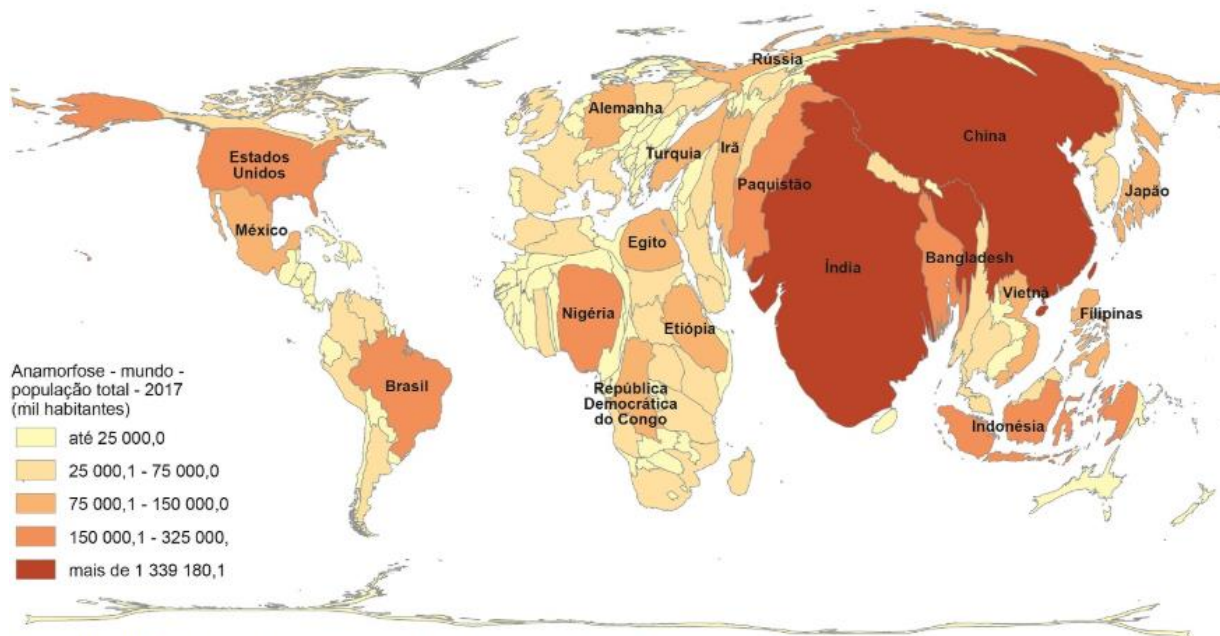 Rússia
Alemanha
China
Estados
Unidos
Turquia
Irã
Paquistão
Japão
México
Egito
Índia
Bangladesh
Vietnã
Nigéria
Etiópia
Filipinas
Anamorfose - mundo -
população total - 2017
(mil habitantes)
Brasil
República
Democrática
do Congo
Indonésia
até 25 000,0
25 000,1 - 75 000,0
75 000,1 - 150 000,0
150 000,1 - 325 000,
mais de 1 339 180,1